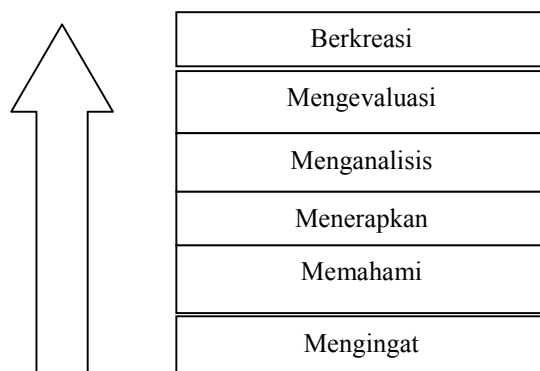 Berkreasi
Mengevaluasi
Menganalisis
Menerapkan
Memahami
Mengingat